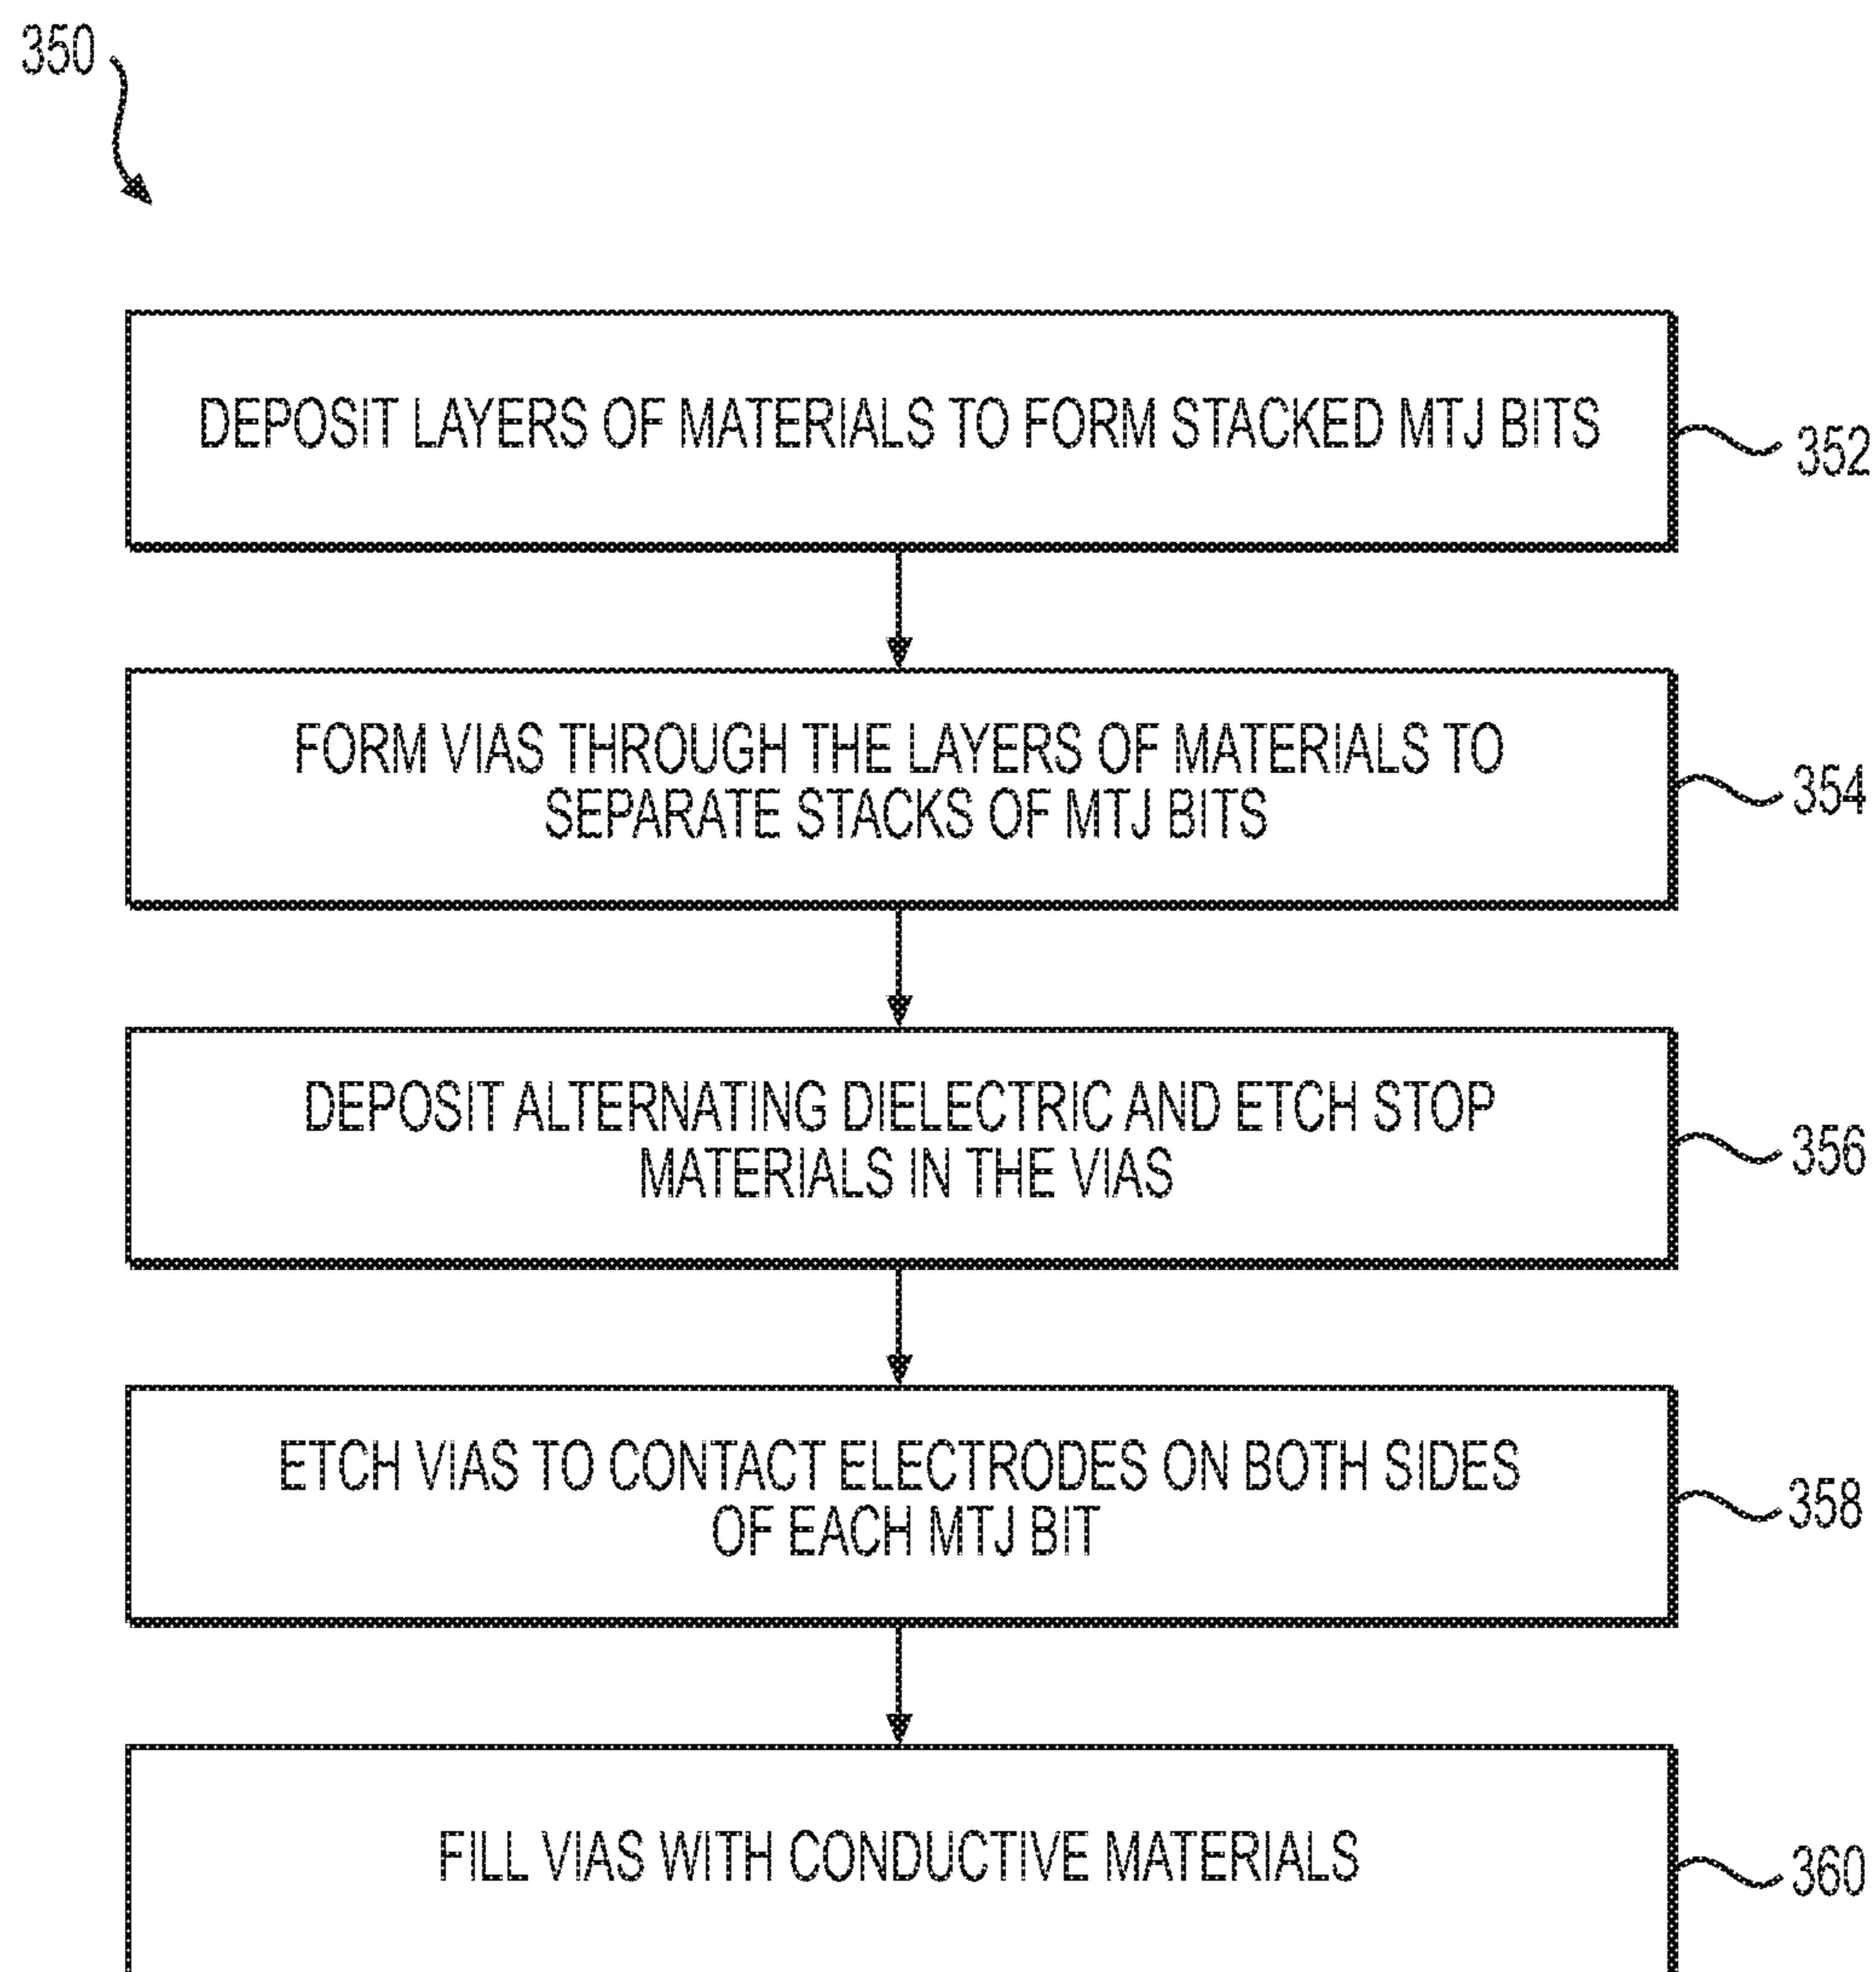 350
DEPOSIT LAYERS OF MATERIALS TO FORM STACKED MTJ BITS
352
FORM VIAS THROUGH THE LAYERS OF MATERIALS TO
SEPARATE STACKS OF MTJ BITS
354
DEPOSIT ALTERNATING DIELECTRIC AND ETCH STOP
MATERIALS IN THE VIAS
356
ETCH VIAS TO CONTACT ELECTRODES ON BOTH SIDES
OF EACH MTJ BIT
358
FILL VIAS WITH CONDUCTIVE MATERIALS
360